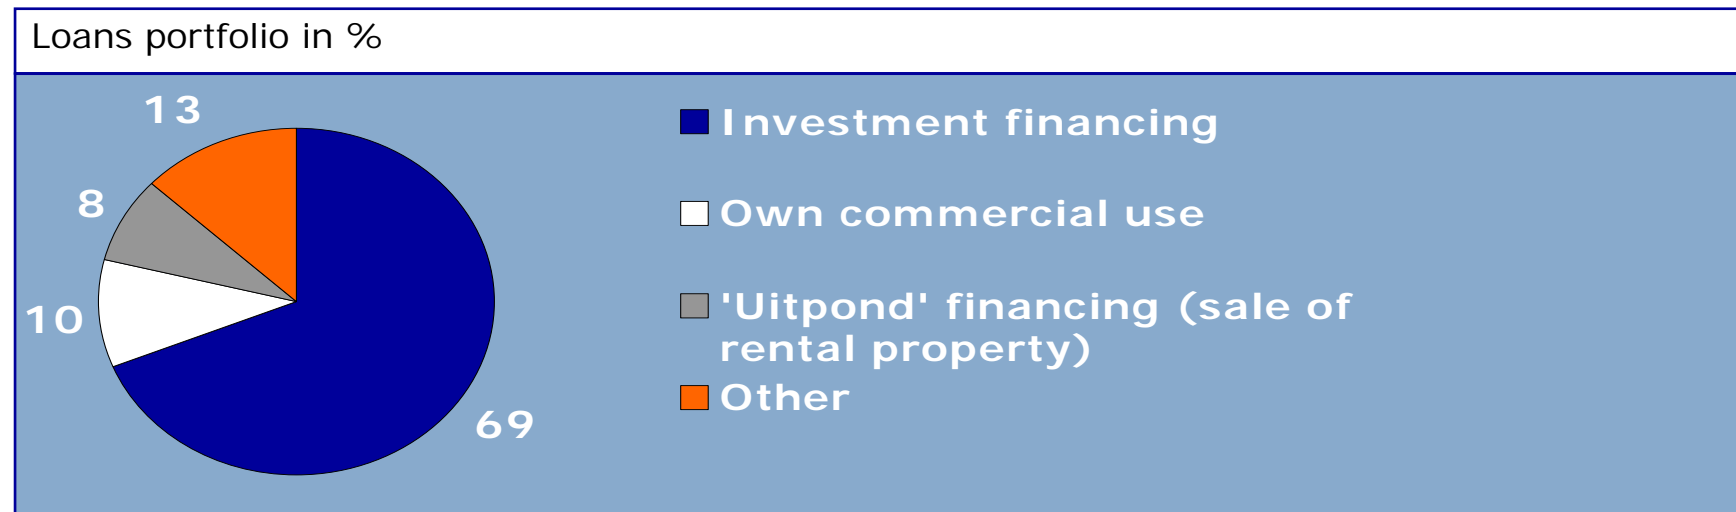 Loans portfolio in %
13
8
10
69
Investment financing
Own commercial use
'Uitpond' financing (sale of
rental property)
Other